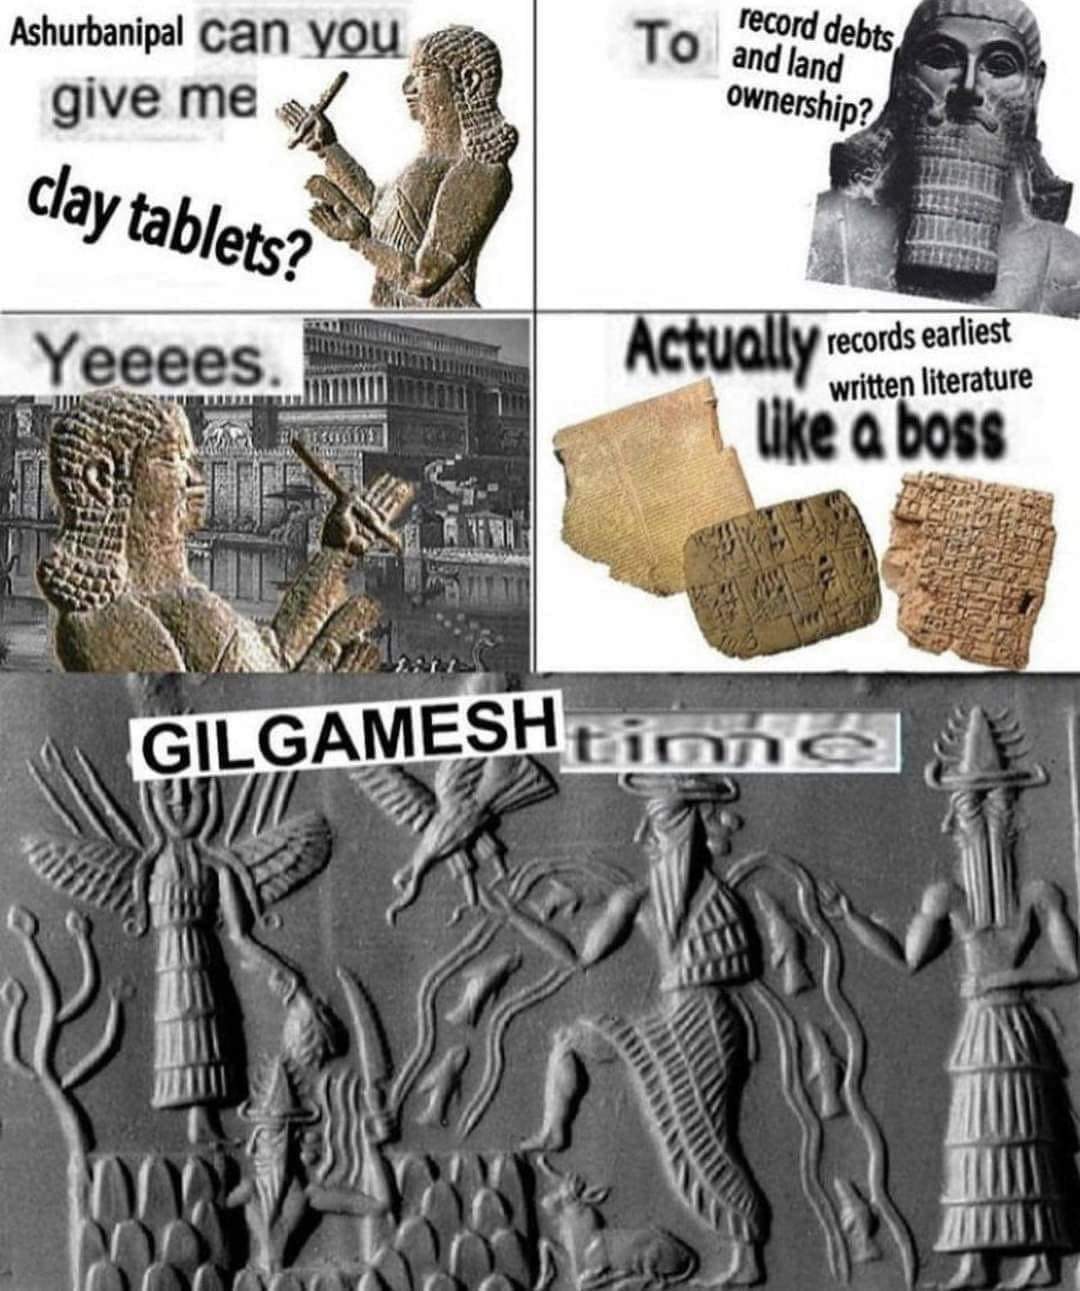 Ashurbanipal can you
give me
clay tablets?
To record debts
and land
ownership?
Yeeees.
Actually records earliest
written literature
like a boss
GILGAMESH time